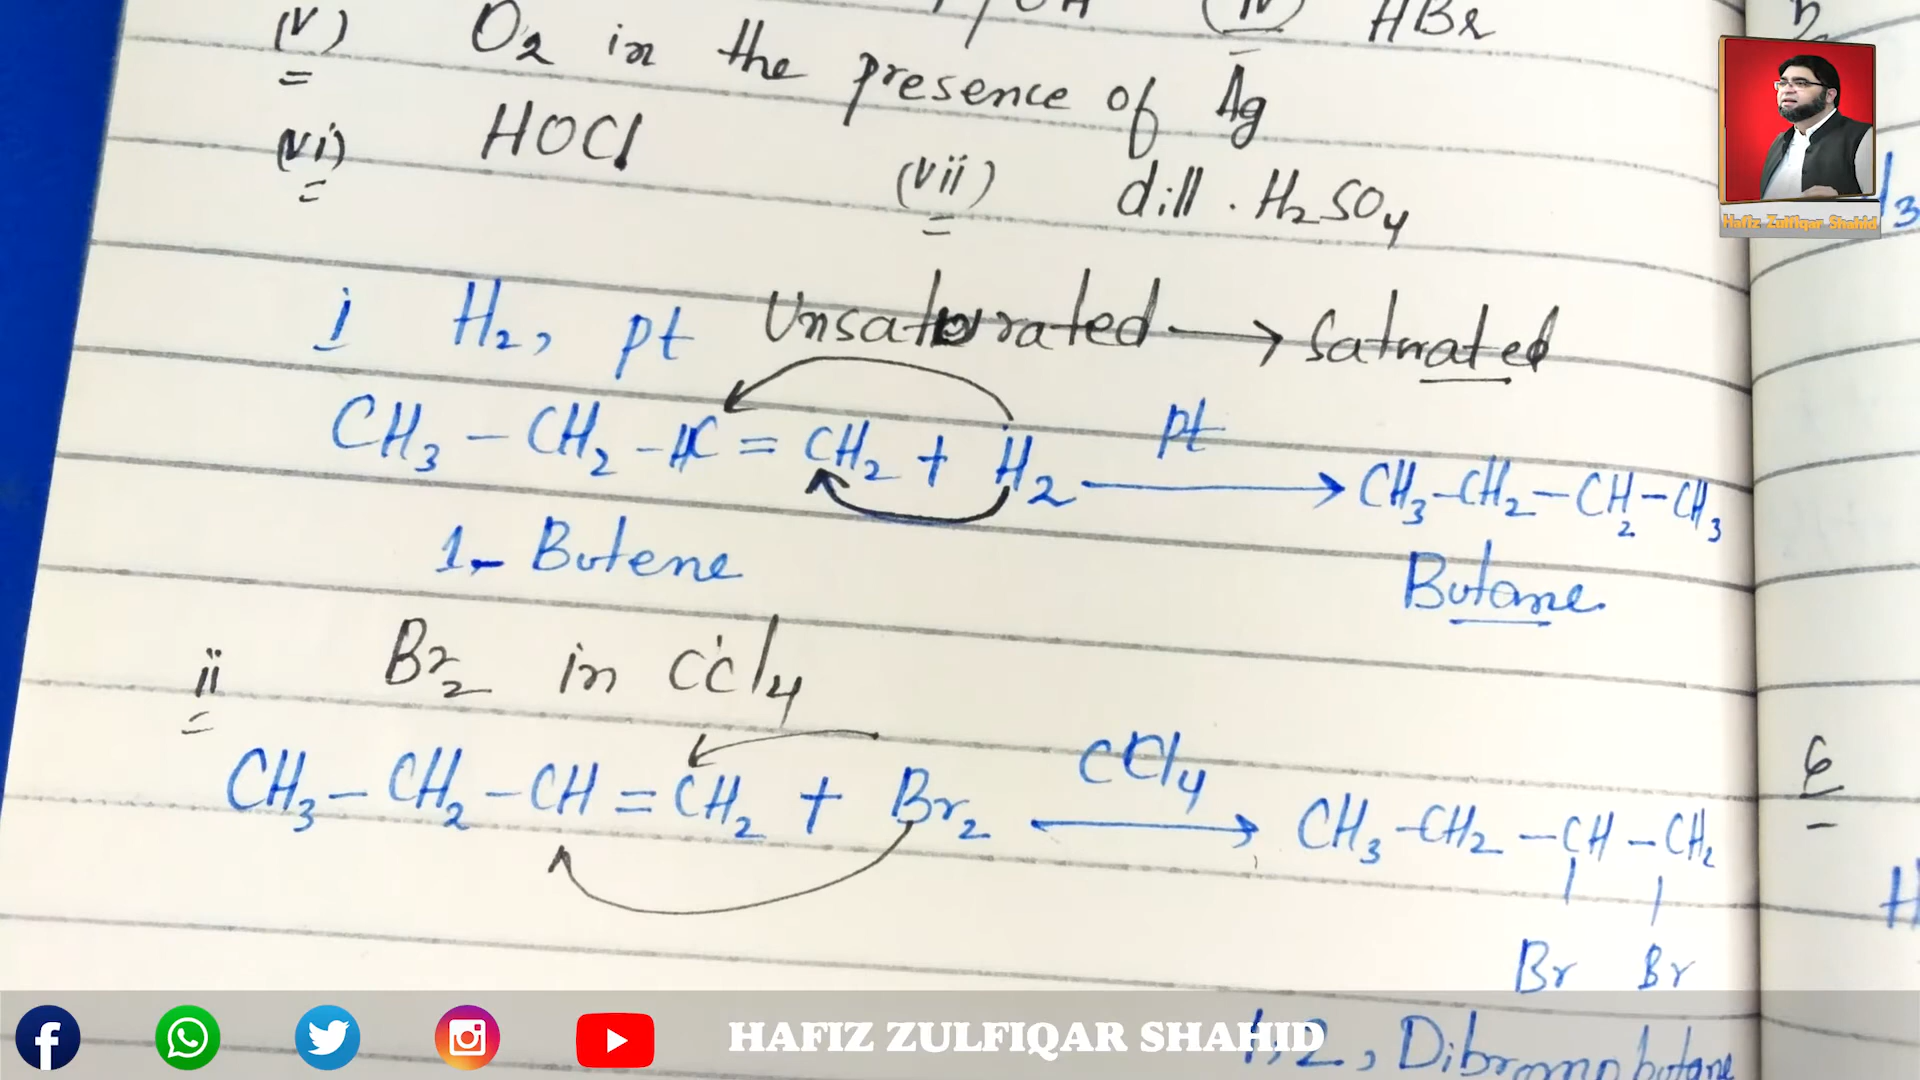 (iv) HBr
(v) O2 in the presence of Ag
(vi) HOCl (vii) dill. H2SO4
Hafiz Zulfiqar Shahid
i H2, pt Unsaturated → Saturated
CH3 – CH2 – HC = CH2 + H2 pt → CH3–CH2–CH2–CH3
1- Butene Butane
ii Br2 in CCl4
CH3 – CH2 – CH = CH2 + Br2 CCl4 → CH3 – CH2 – CH – CH2
Br Br
6
HAFIZ ZULFIQAR SHAHID
1,2, Dibromobutane